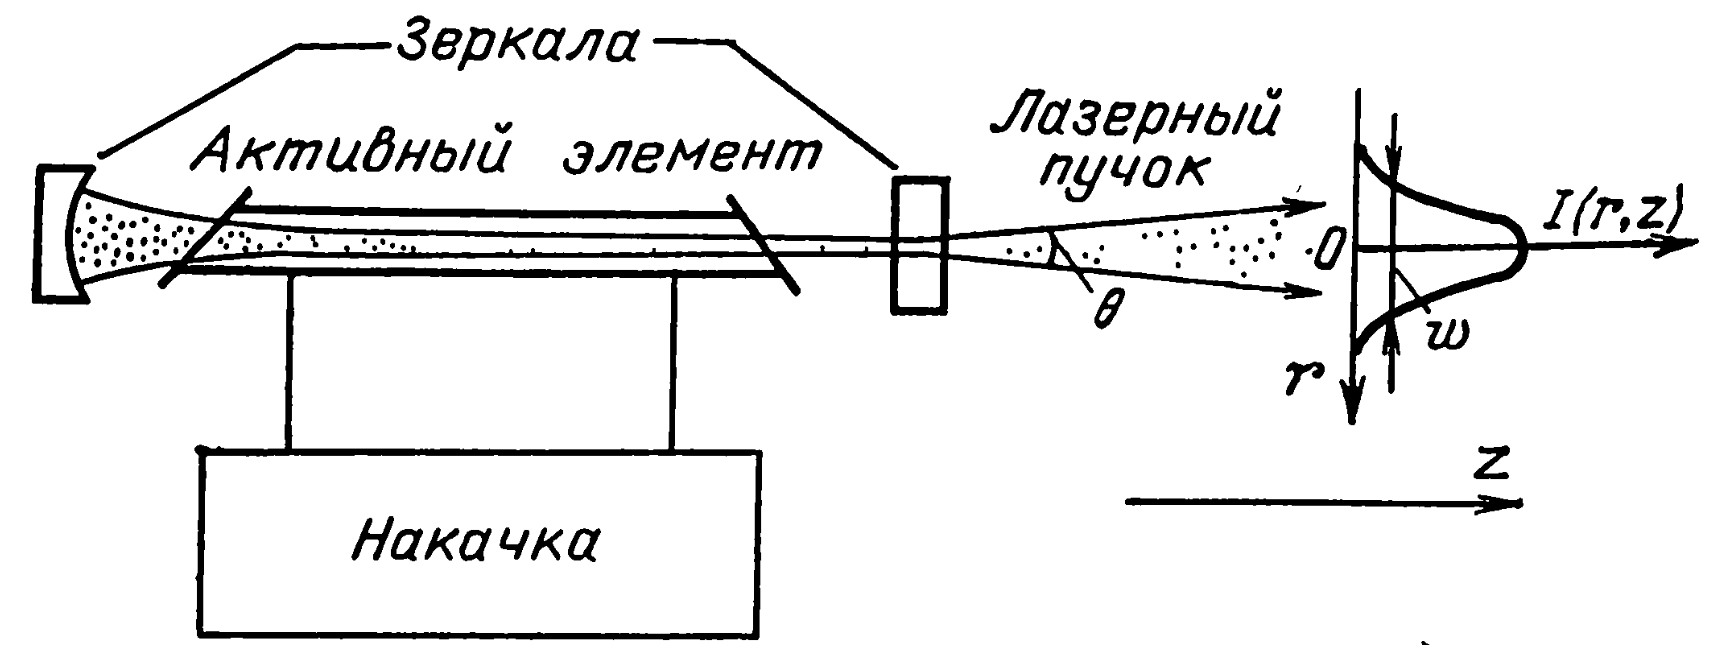 Зеркала
Активный элемент
Лазерный
пучок
θ
0
I(r,z)
w
r
z
Накачка